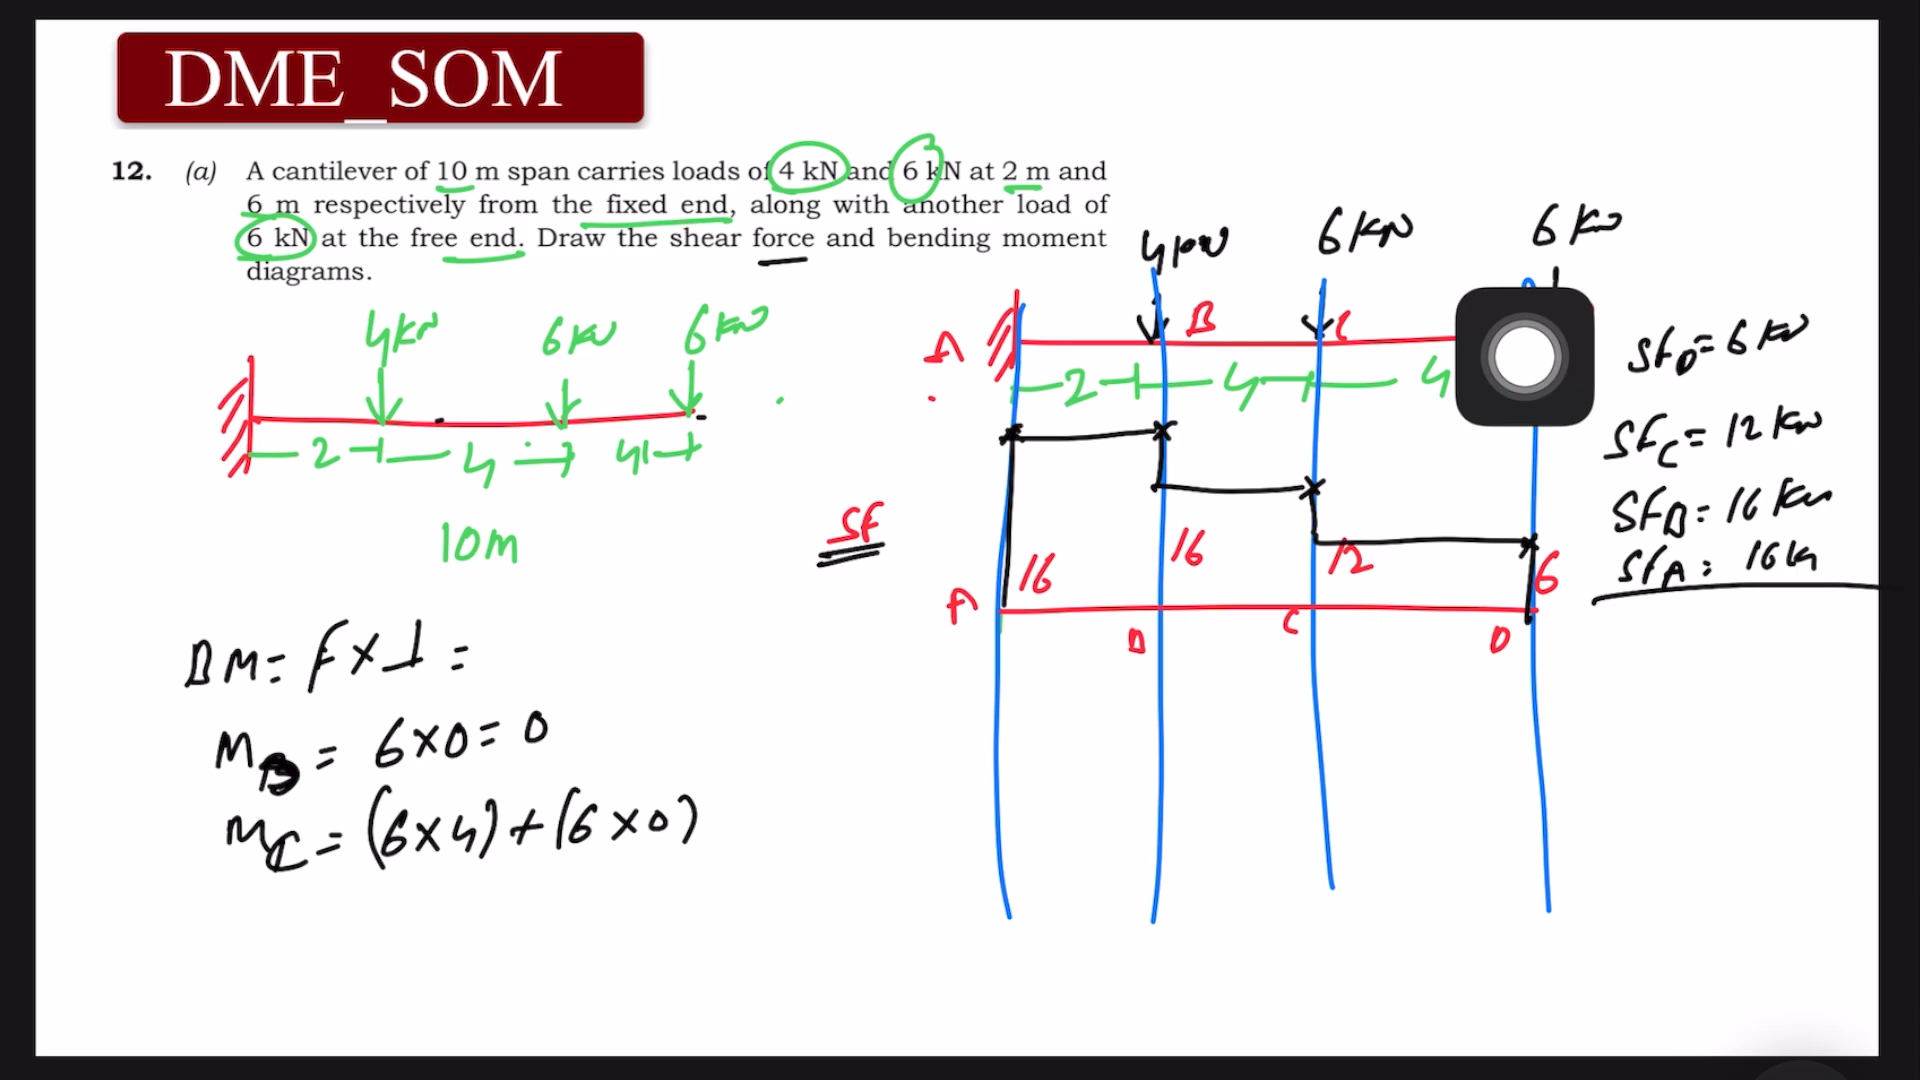 DME_SOM
12. (a) A cantilever of 10 m span carries loads of 4 kN and 6 kN at 2 m and
6 m respectively from the fixed end, along with another load of
6 kN at the free end. Draw the shear force and bending moment
diagrams.
4kN 6kN 6kN
2 4 4
10m
4kN 6kN 6kN
A B C
2 4 4
SF
16 16 12 6
A B C D
SFD = 6 kN
SFC = 12 kN
SFB = 16 kN
SFA = 16 kN
BM = F × ⊥ =
= 6×0 = 0
MC = (6×4) + (6×0)